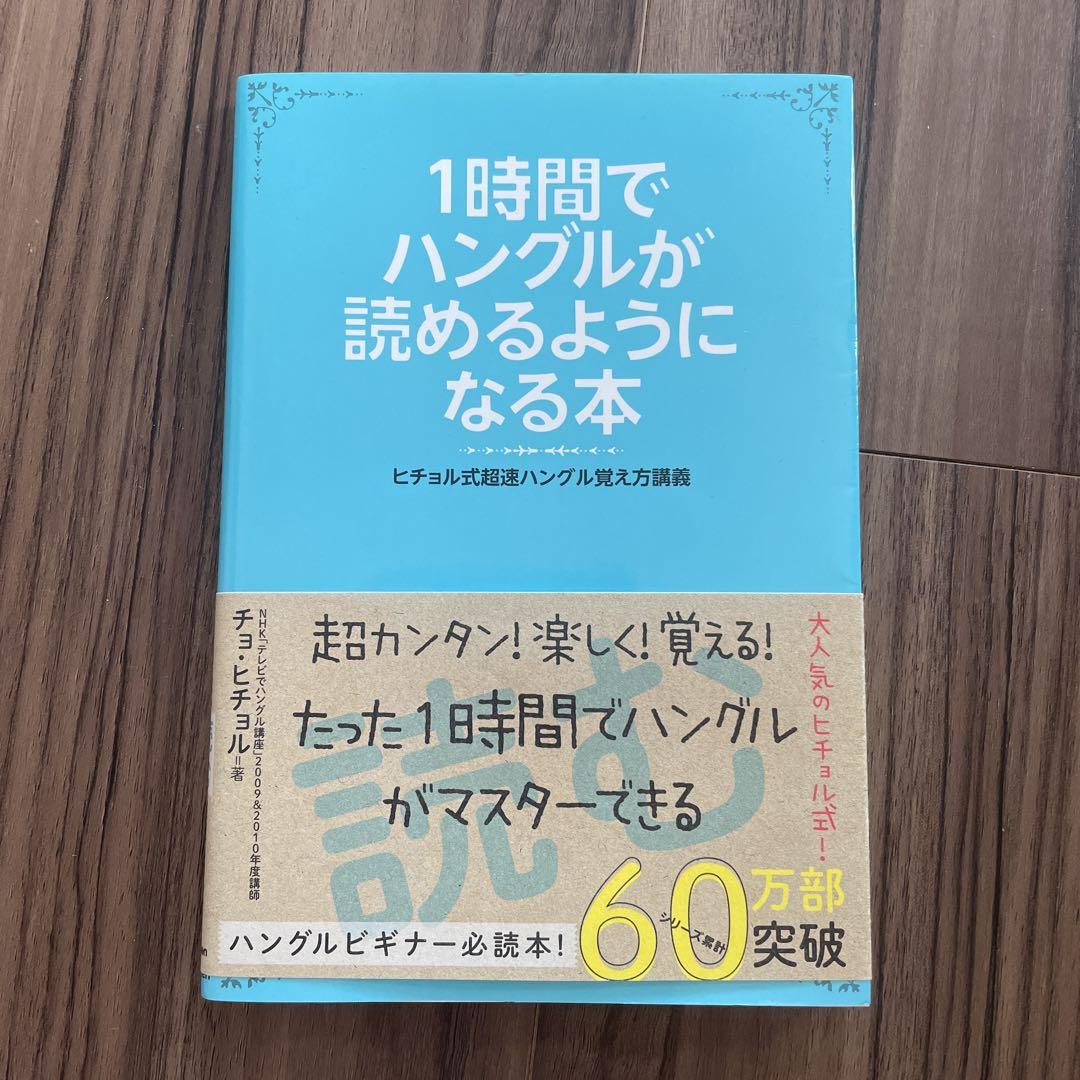 1時間で
ハングルが
読めるように
なる本
ヒチョル式超速ハングル覚え方講義
超カンタン!楽しく!覚える!
たった1時間でハングル
がマスターできる
読む
大人気のヒチョル式!
NHK「テレビでハングル講座」2009&2010年度講師
チョ・ヒチョル=著
ハングルビギナー必読本!
シリーズ累計
60万部
突破